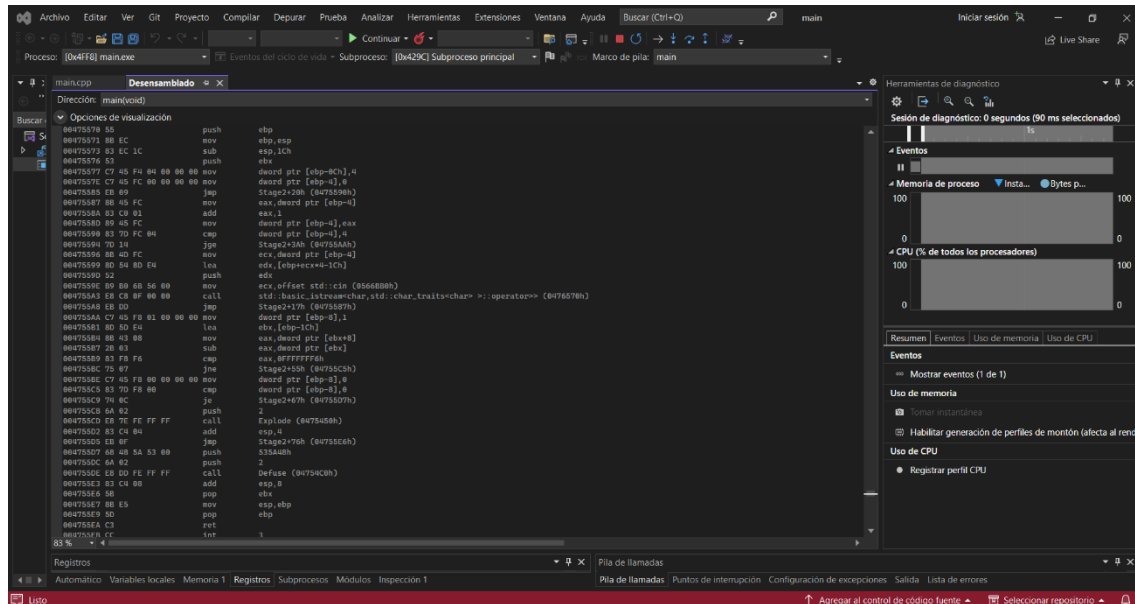 Archivo Editar Ver Git Proyecto Compilar Depurar Prueba Analizar Herramientas Extensiones Ventana Ayuda Buscar (Ctrl+Q) main Iniciar sesión
Continuar Live Share
Proceso: [0x4FF8] main.exe Eventos del ciclo de vida Subproceso: [0x429C] Subproceso principal Marco de pila: main
main.cpp Desensamblado
Dirección: main(void)
Buscar
Opciones de visualización
00475570 55 push ebp
00475571 8B EC mov ebp,esp
00475573 83 EC 1C sub esp,1Ch
00475576 53 push ebx
00475577 C7 45 F4 04 00 00 00 mov dword ptr [ebp-0Ch],4
0047557E C7 45 FC 00 00 00 00 mov dword ptr [ebp-4],0
00475585 EB 09 jmp Stage2+20h (0475590h)
00475587 8B 45 FC mov eax,dword ptr [ebp-4]
0047558A 83 C0 01 add eax,1
0047558D 89 45 FC mov dword ptr [ebp-4],eax
00475590 83 7D FC 04 cmp dword ptr [ebp-4],4
00475594 7D 14 jge Stage2+3Ah (04755AAh)
00475596 8B 4D FC mov ecx,dword ptr [ebp-4]
00475599 8D 54 8D E4 lea edx,[ebp+ecx*4-1Ch]
0047559D 52 push edx
0047559E B9 B0 6B 56 00 mov ecx,offset std::cin (0566BB0h)
004755A3 E8 C8 0F 00 00 call std::basic_istream<char,std::char_traits<char> >::operator>> (0476570h)
004755A8 EB DD jmp Stage2+17h (0475587h)
004755AA C7 45 F8 01 00 00 00 mov dword ptr [ebp-8],1
004755B1 8D 5D E4 lea ebx,[ebp-1Ch]
004755B4 8B 43 08 mov eax,dword ptr [ebx+8]
004755B7 2B 03 sub eax,dword ptr [ebx]
004755B9 83 F8 F6 cmp eax,0FFFFFFF6h
004755BC 75 07 jne Stage2+55h (04755C5h)
004755BE C7 45 F8 00 00 00 00 mov dword ptr [ebp-8],0
004755C5 83 7D F8 00 cmp dword ptr [ebp-8],0
004755C9 74 0C je Stage2+67h (04755D7h)
004755CB 6A 02 push 2
004755CD E8 7E FE FF FF call Explode (0475450h)
004755D2 83 C4 04 add esp,4
004755D5 EB 0F jmp Stage2+76h (04755E6h)
004755D7 68 48 5A 53 00 push 535A48h
004755DC 6A 02 push 2
004755DE E8 DD FE FF FF call Defuse (04754C0h)
004755E3 83 C4 08 add esp,8
004755E6 5B pop ebx
004755E7 8B E5 mov esp,ebp
004755E9 5D pop ebp
004755EA C3 ret
004755EB CC int 3
83 %
Herramientas de diagnóstico
Sesión de diagnóstico: 0 segundos (90 ms seleccionados)
1s
Eventos
Memoria de proceso Insta... Bytes p...
100 100
0 0
CPU (% de todos los procesadores)
100 100
0 0
Resumen Eventos Uso de memoria Uso de CPU
Eventos
Mostrar eventos (1 de 1)
Uso de memoria
Tomar instantánea
Habilitar generación de perfiles de montón (afecta al rend
Uso de CPU
Registrar perfil CPU
Registros
Automático Variables locales Memoria 1 Registros Subprocesos Módulos Inspección 1
Pila de llamadas
Pila de llamadas Puntos de interrupción Configuración de excepciones Salida Lista de errores
Listo Agregar al control de código fuente Seleccionar repositorio